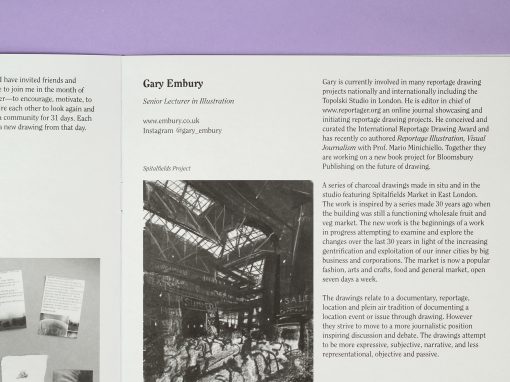 I have invited friends and
e to join me in the month of
er—to encourage, motivate, to
re each other to look again and
a community for 31 days. Each
a new drawing from that day.
Gary Embury
Senior Lecturer in Illustration
www.embury.co.uk
Instagram @gary_embury
Spitalfields Project
Gary is currently involved in many reportage drawing
projects nationally and internationally including the
Topolski Studio in London. He is editor in chief of
www.reportager.org an online journal showcasing and
initiating reportage drawing projects. He conceived and
curated the International Reportage Drawing Award and
has recently co authored Reportage Illustration, Visual
Journalism with Prof. Mario Minichiello. Together they
are working on a new book project for Bloomsbury
Publishing on the future of drawing.
A series of charcoal drawings made in situ and in the
studio featuring Spitalfields Market in East London.
The work is inspired by a series made 30 years ago when
the building was still a functioning wholesale fruit and
veg market. The new work is the beginnings of a work
in progress attempting to examine and explore the
changes over the last 30 years in light of the increasing
gentrification and exploitation of our inner cities by big
business and corporations. The market is now a popular
fashion, arts and crafts, food and general market, open
seven days a week.
The drawings relate to a documentary, reportage,
location and plein air tradition of documenting a
location event or issue through drawing. However
they strive to move to a more journalistic position
inspiring discussion and debate. The drawings attempt
to be more expressive, subjective, narrative, and less
representational, objective and passive.